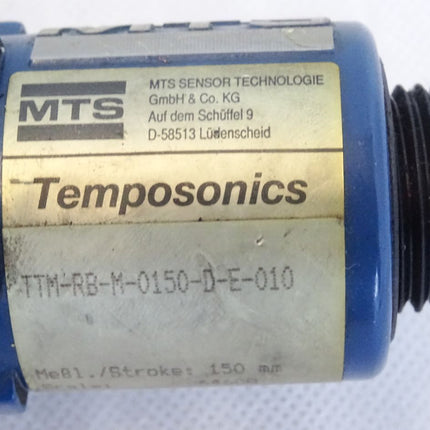 MTS
MTS SENSOR TECHNOLOGIE
GmbH & Co. KG
Auf dem Schüffel 9
D-58513 Lüdenscheid
Temposonics
TTM-RB-M-0150-D-E-010
Meßl./Stroke: 150 mm